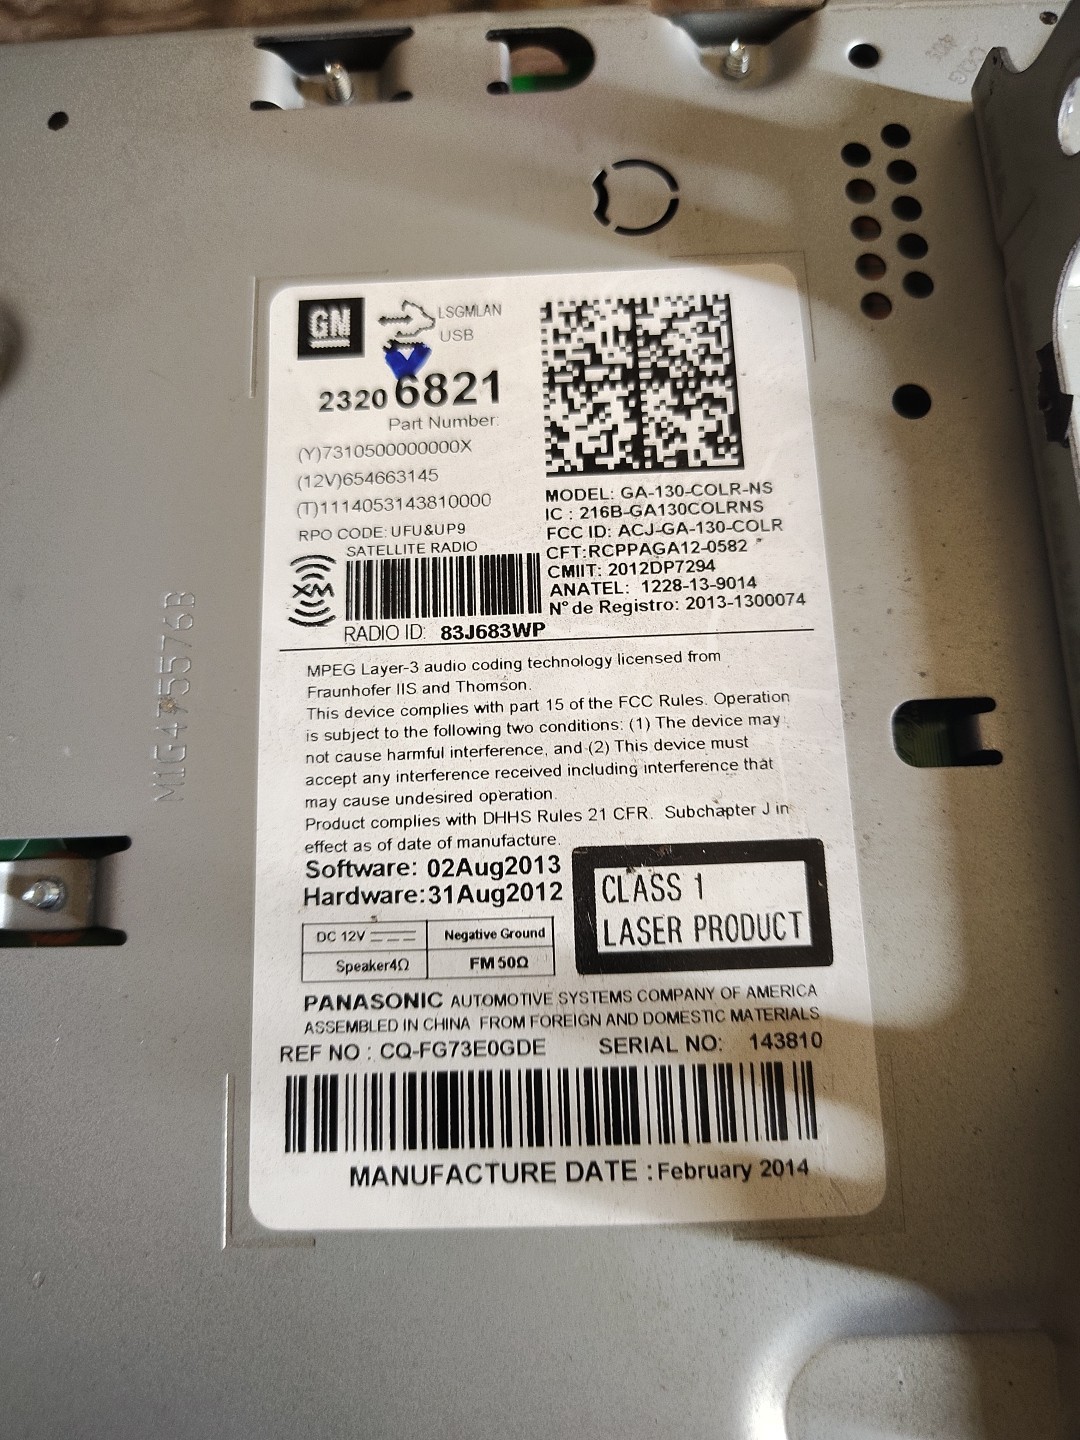 GM
LSGMLAN
USB
23206821
Part Number:
(Y)7310500000000X
(12V)654663145
(T)1114053143810000
RPO CODE: UFU&UP9
SATELLITE RADIO
XM
RADIO ID: 83J683WP
MODEL: GA-130-COLR-NS
IC : 216B-GA130COLRNS
FCC ID: ACJ-GA-130-COLR
CFT:RCPPAGA12-0582
CMIIT: 2012DP7294
ANATEL: 1228-13-9014
N° de Registro: 2013-1300074
MPEG Layer-3 audio coding technology licensed from
Fraunhofer IIS and Thomson.
This device complies with part 15 of the FCC Rules. Operation
is subject to the following two conditions: (1) The device may
not cause harmful interference, and (2) This device must
accept any interference received including interference that
may cause undesired operation.
Product complies with DHHS Rules 21 CFR. Subchapter J in
effect as of date of manufacture.
Software: 02Aug2013
Hardware:31Aug2012
DC 12V
Negative Ground
Speaker4Ω
FM 50Ω
CLASS 1
LASER PRODUCT
PANASONIC AUTOMOTIVE SYSTEMS COMPANY OF AMERICA
ASSEMBLED IN CHINA FROM FOREIGN AND DOMESTIC MATERIALS
REF NO : CQ-FG73E0GDE SERIAL NO: 143810
MANUFACTURE DATE : February 2014
M1G475576B